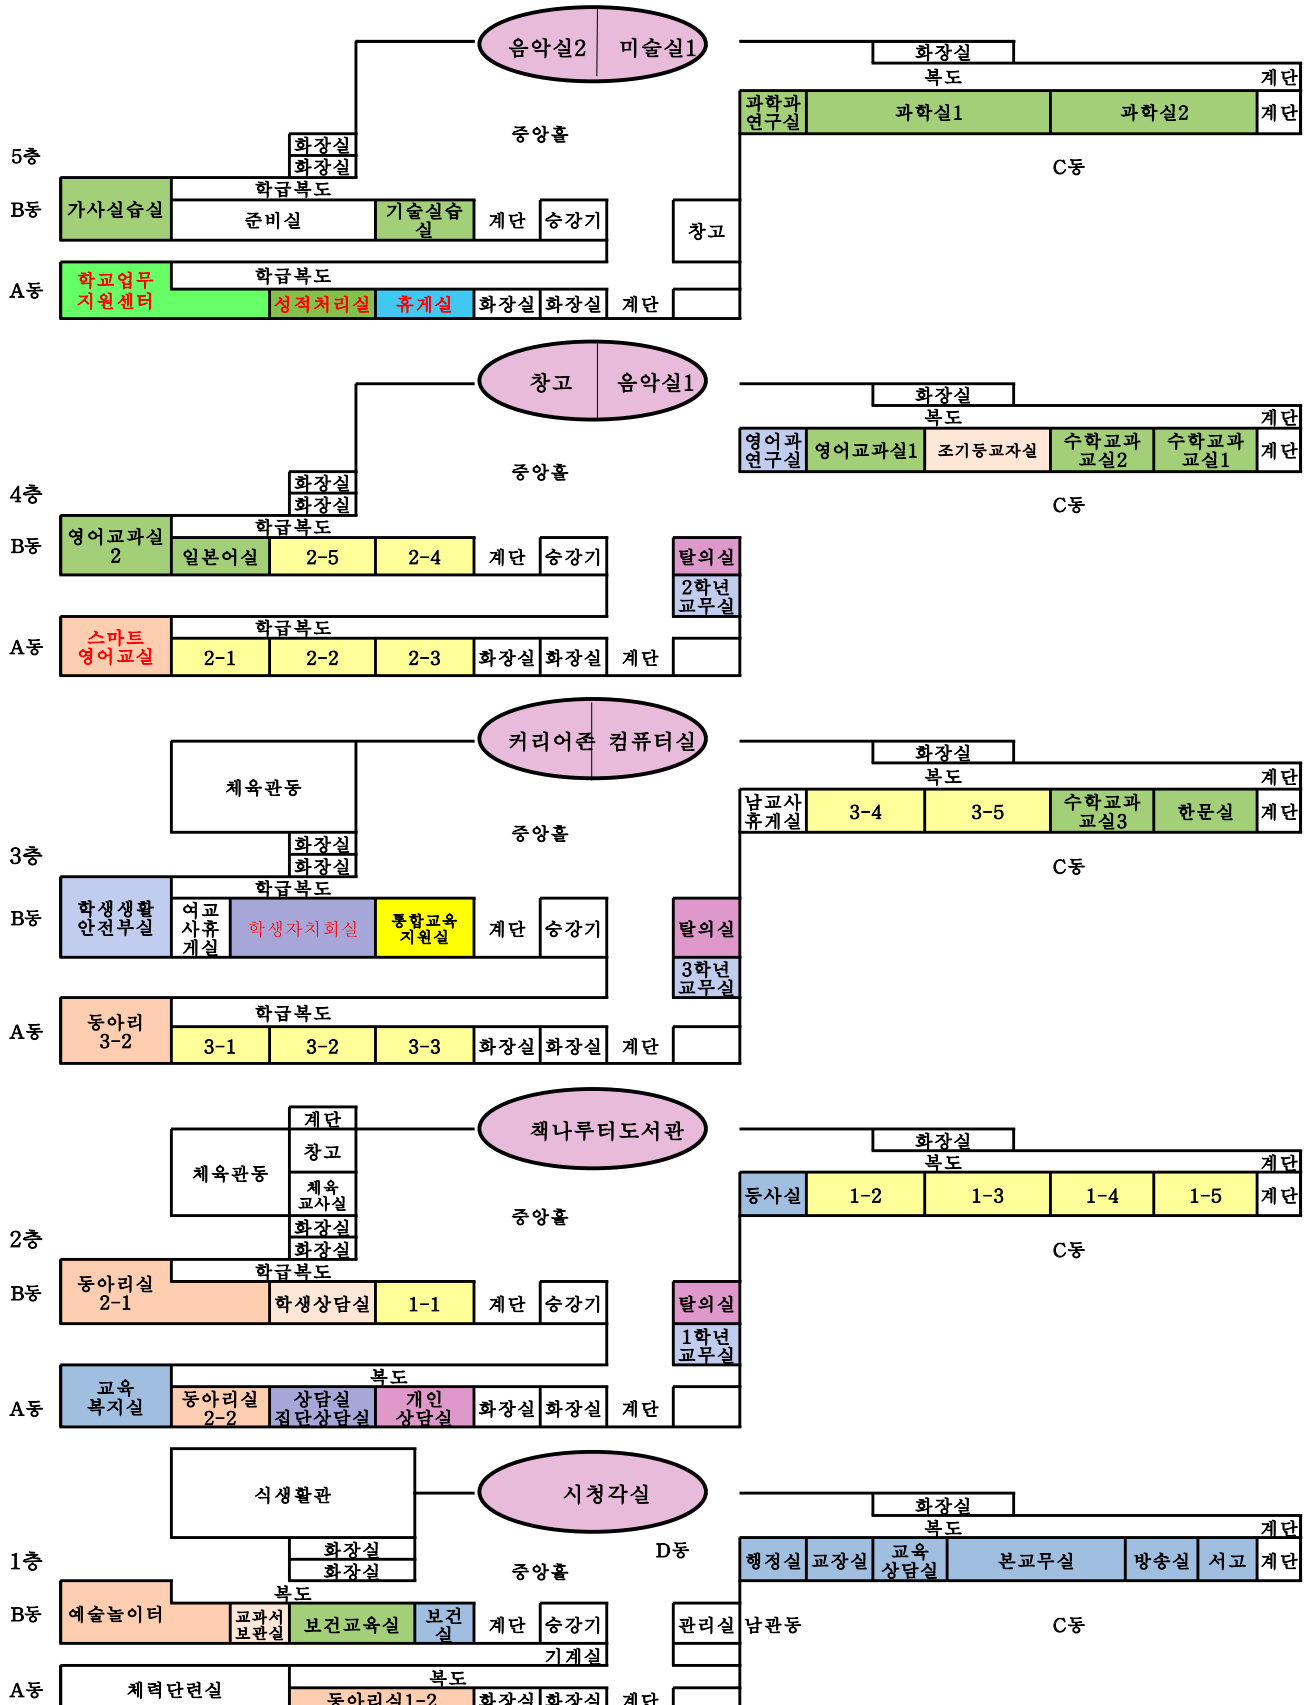 음악실2 미술실1
화장실
복도 계단
과학과
연구실
과학실1 과학실2 계단
중앙홀
화장실
화장실
5층
C동
학급복도
B동 가사실습실 준비실
기술실습
실
계단 승강기 창고
학급복도
A동
학교업무
지원센터
성적처리실 휴게실 화장실 화장실 계단
창고 음악실1
화장실
복도 계단
영어과
연구실
영어교과실1
수학교과
교실2
수학교과
교실1
계단
중앙홀
화장실
화장실
4층
C동
학급복도
B동
영어교과실
2
일본어실 2-5 2-4 계단 승강기 탈의실
2학년
교무실
학급복도
A동
스마트
영어교실
2-1 2-2 2-3 화장실 화장실 계단
커리어존 컴퓨터실
화장실
체육관동
복도 계단
남교사
휴게실
3-4 3-5
수학교과
교실3
한문실 계단
중앙홀
화장실
화장실
3층
C동
학급복도
B동
학생생활
안전부실
여교
사휴
게실
학생자치회실
통합교육
지원실
계단 승강기 탈의실
3학년
교무실
학급복도
A동
동아리
3-2
3-1 3-2 3-3 화장실 화장실 계단
계단
책나루터도서관
화장실
체육관동
창고
체육
교사실
복도 계단
등사실 1-2 1-3 1-4 1-5 계단
중앙홀
화장실
화장실
2층
C동
학급복도
B동
동아리실
2-1
학생상담실 1-1 계단 승강기 탈의실
1학년
교무실
복도
A동
교육
복지실
동아리실
2-2
상담실
집단상담실
개인
상담실
화장실 화장실 계단
식생활관
시청각실
화장실
복도 계단
화장실
화장실
D동
행정실 교장실
교육
상담실
본교무실 방송실 서고 계단
1층
중앙홀
복도
B동 예술놀이터
교과서
보관실
보건교육실
보건
실
계단 승강기 관리실 남관동 C동
기계실
복도
A동 체력단련실
동아리실1-2 화장실 화장실 계단